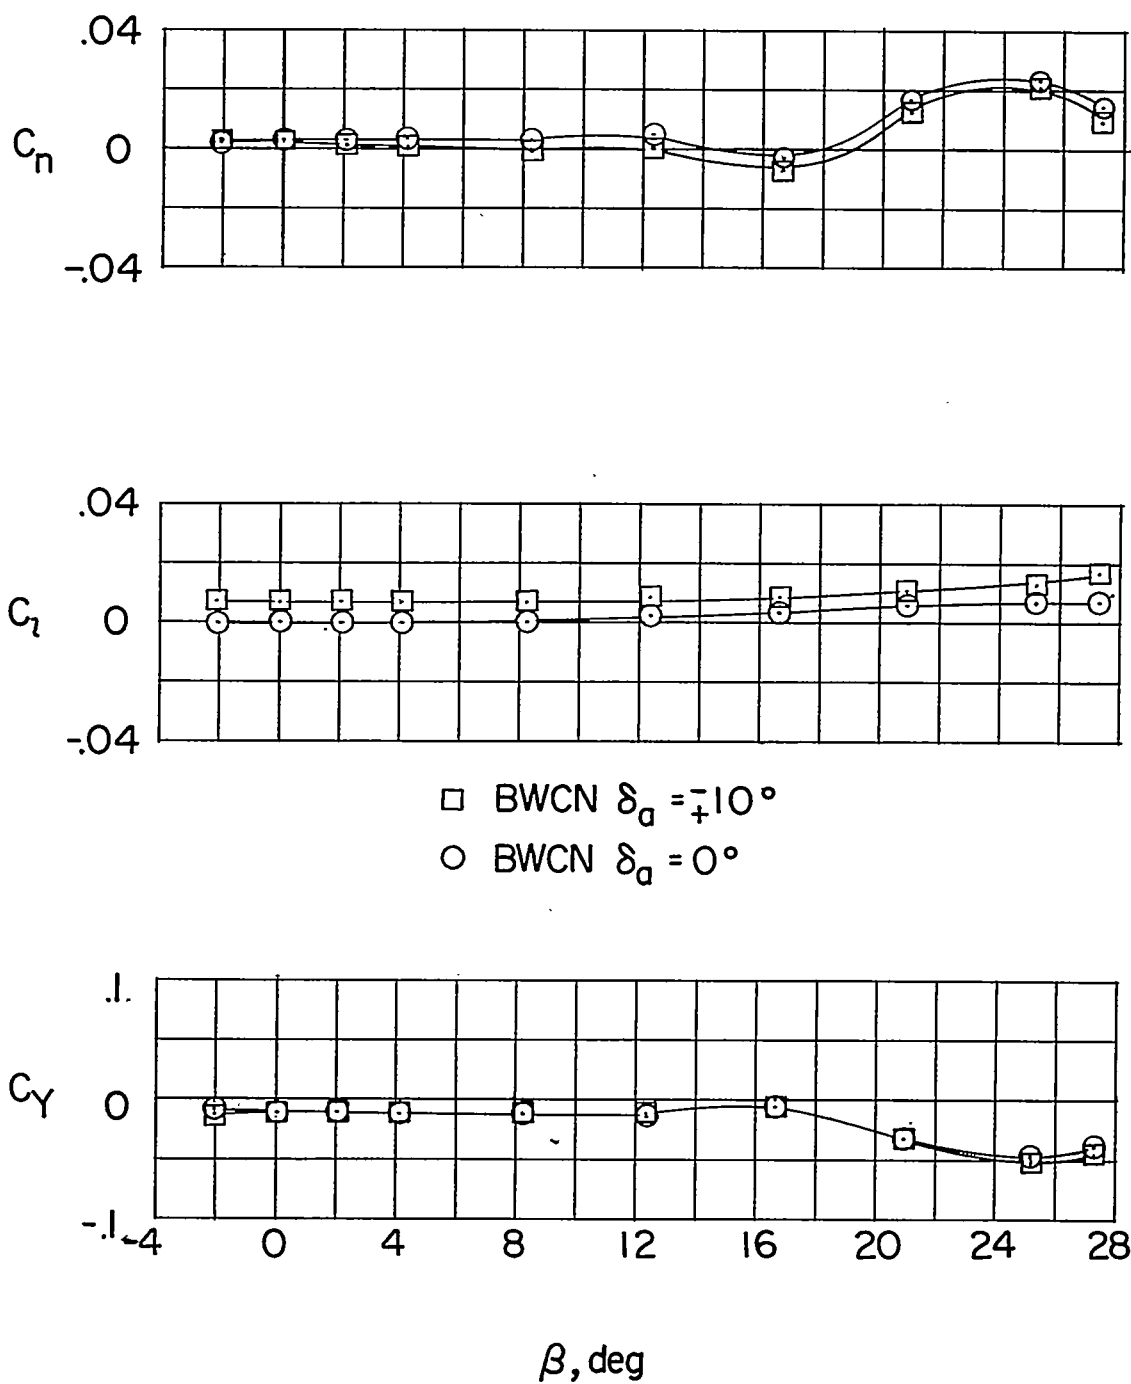 .04
Cn 0
-.04
.04
Cl 0
-.04
□ BWCN δa = ∓10°
○ BWCN δa = 0°
.1
CY 0
-.1
-4 0 4 8 12 16 20 24 28
β, deg